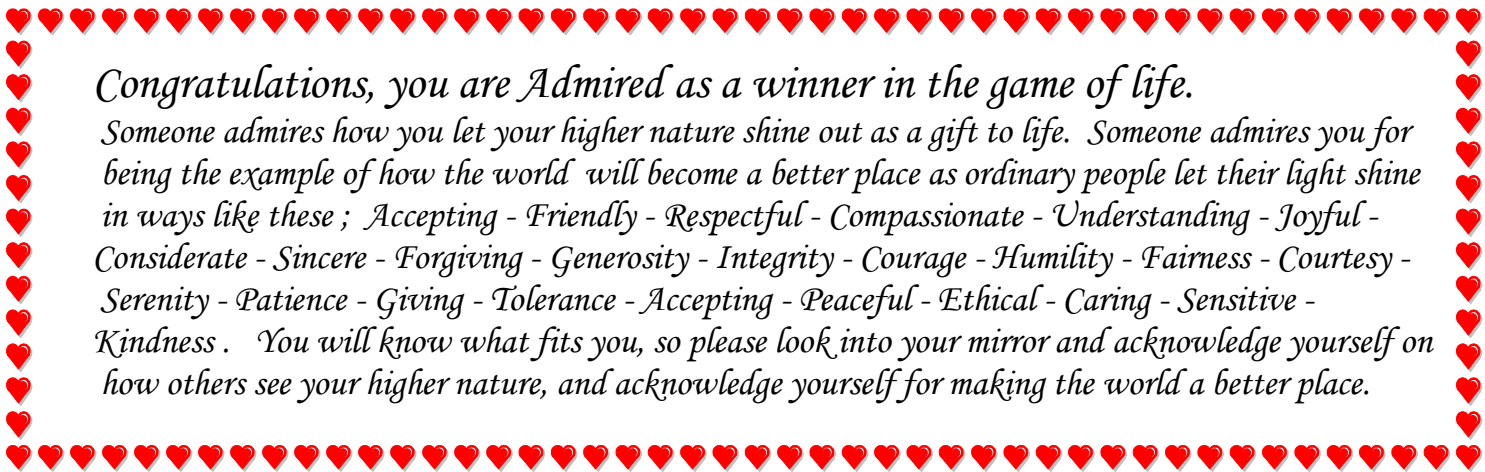 Congratulations, you are Admired as a winner in the game of life.
Someone admires how you let your higher nature shine out as a gift to life. Someone admires you for
being the example of how the world will become a better place as ordinary people let their light shine
in ways like these ; Accepting - Friendly - Respectful - Compassionate - Understanding - Joyful -
Considerate - Sincere - Forgiving - Generosity - Integrity - Courage - Humility - Fairness - Courtesy -
Serenity - Patience - Giving - Tolerance - Accepting - Peaceful - Ethical - Caring - Sensitive -
Kindness . You will know what fits you, so please look into your mirror and acknowledge yourself on
how others see your higher nature, and acknowledge yourself for making the world a better place.